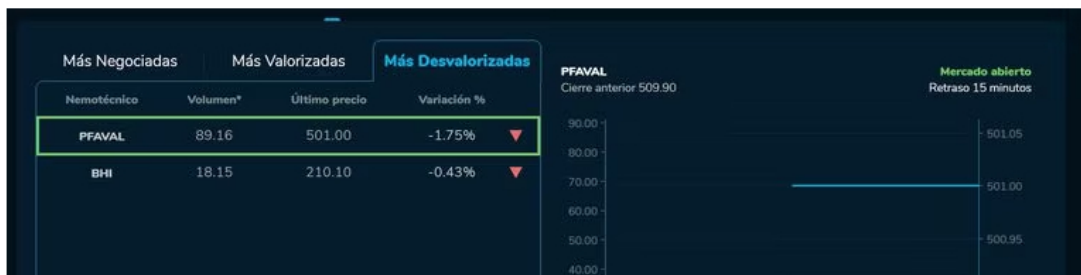 Más Negociadas Más Valorizadas Más Desvalorizadas
Nemotécnico Volumen* Último precio Variación %
PFAVAL 89.16 501.00 -1.75%
BHI 18.15 210.10 -0.43%
PFAVAL Mercado abierto
Cierre anterior 509.90 Retraso 15 minutos
90.00 501.05
80.00
70.00 501.00
60.00
50.00 500.95
40.00